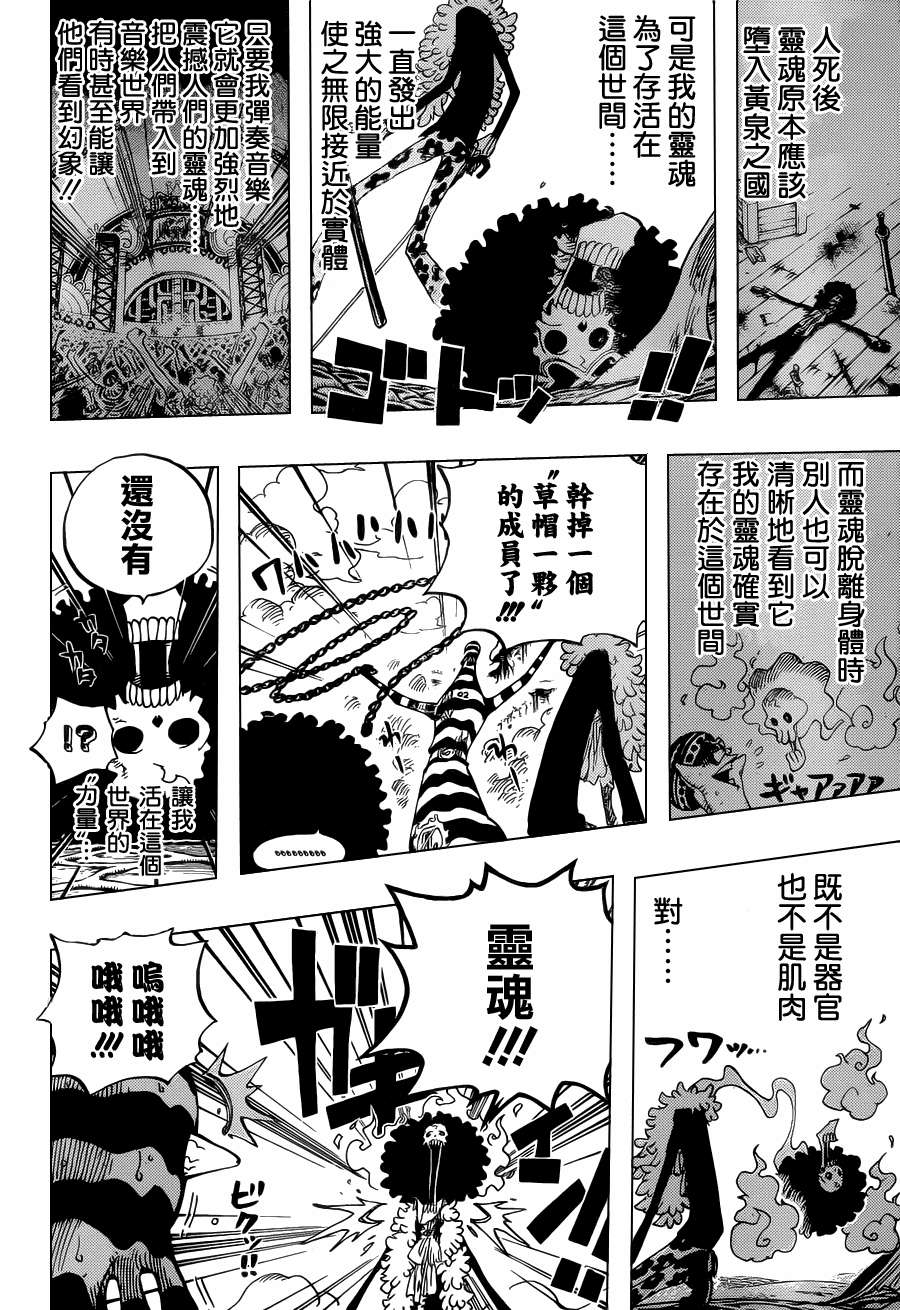 人死後
靈魂原本應該
墮入黃泉之國
可是我的靈魂
為了存活在
這個世間……
一直發出
強大的能量
使之無限接近於實體
ゴトッ!!
只要我彈奏音樂
它就會更加強烈地
震撼人們的靈魂……
把人們帶入到
音樂世界
有時甚至能讓
他們看到幻象!!
而靈魂脫離身體時
別人也可以
清晰地看到它
我的靈魂確實
存在於這個世間
ギャアアアア
幹掉一個
“草帽一夥”
的成員了!!!
02
………
還沒有
!?
讓我
活在這個
世界的
“力量”…
既不是器官
也不是肌肉
對……
フワッ…
靈魂!!!
ドドン!!
嗚哦哦
哦哦!!!
ビクン!!